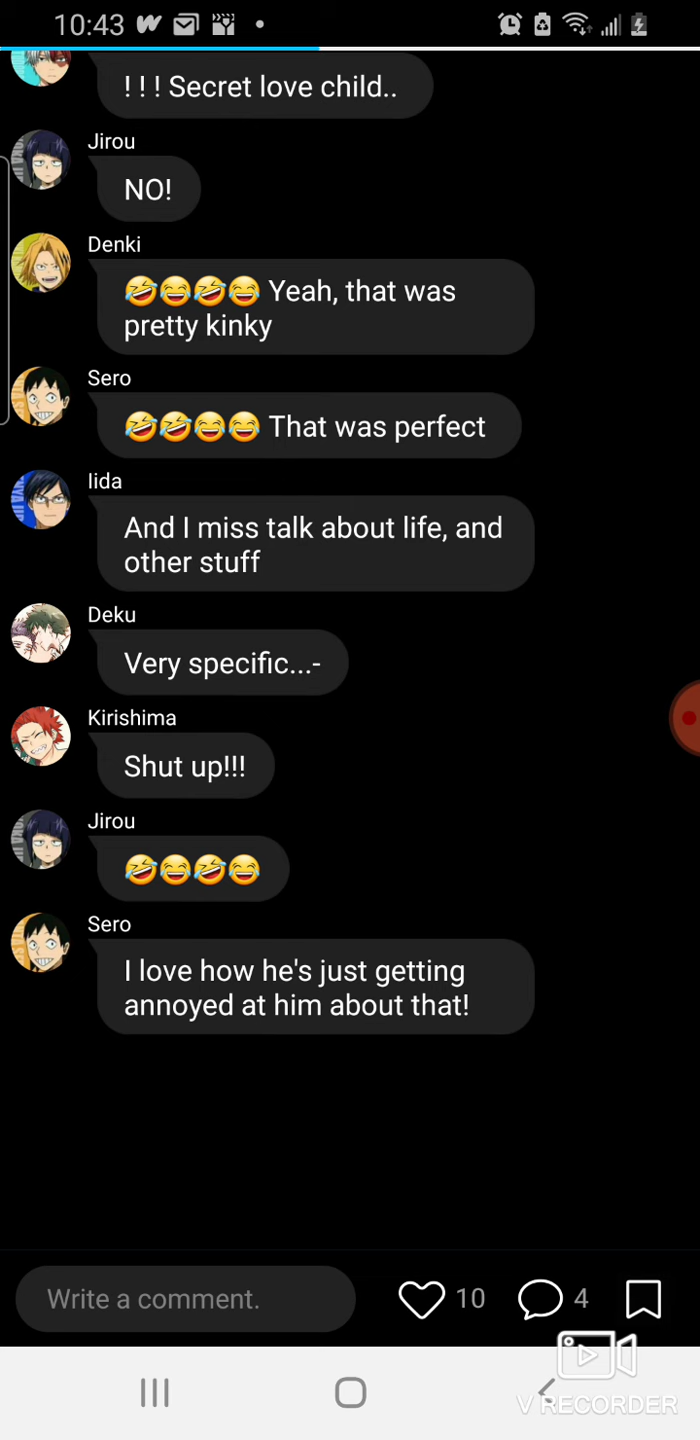 10:43
! ! ! Secret love child..
Jirou
NO!
Denki
🤣😂🤣😂 Yeah, that was
pretty kinky
Sero
🤣🤣😂😂 That was perfect
Iida
And I miss talk about life, and
other stuff
Deku
Very specific...-
Kirishima
Shut up!!!
Jirou
🤣😂🤣😂
Sero
I love how he's just getting
annoyed at him about that!
Write a comment.
10
4
V RECORDER